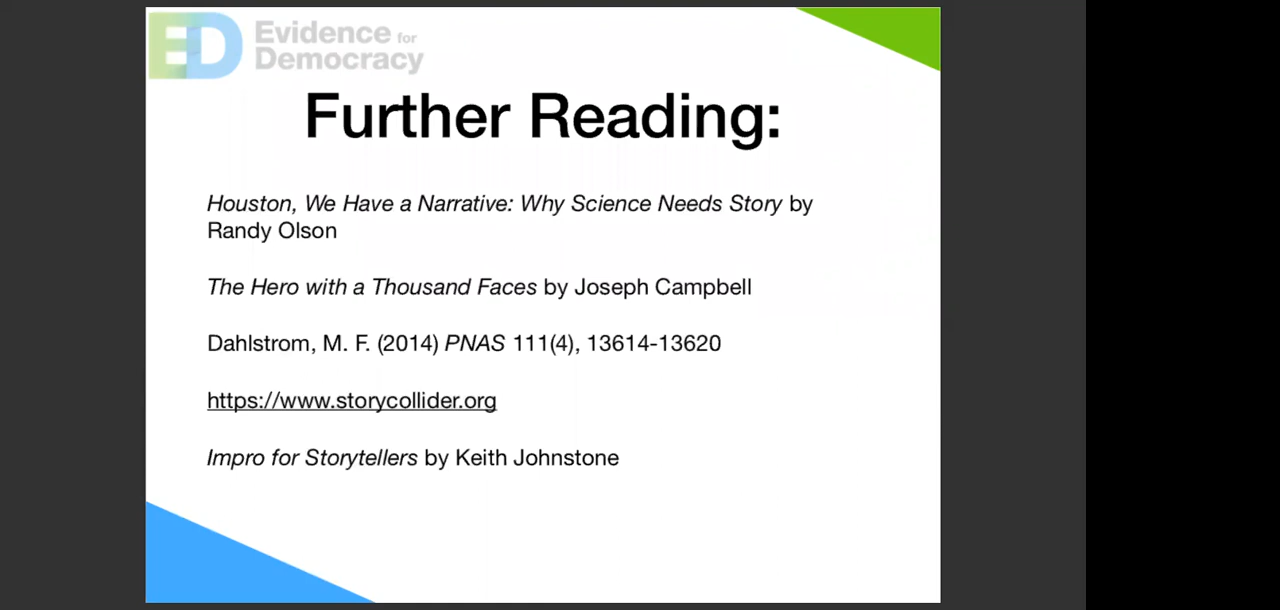 ED
Evidence for
Democracy
Further Reading:
Houston, We Have a Narrative: Why Science Needs Story by
Randy Olson
The Hero with a Thousand Faces by Joseph Campbell
Dahlstrom, M. F. (2014) PNAS 111(4), 13614-13620
https://www.storycollider.org
Impro for Storytellers by Keith Johnstone